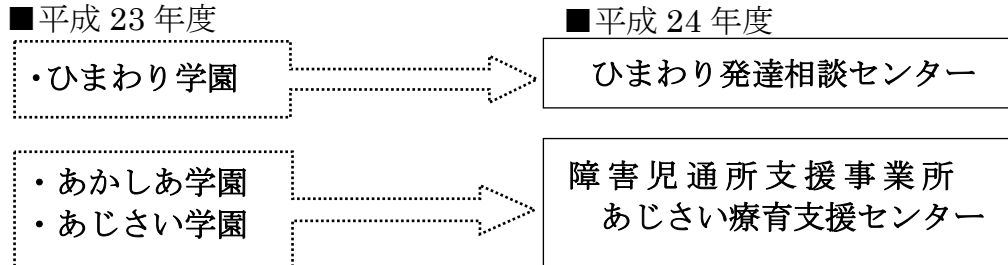 ■平成 23 年度
■平成 24 年度
・ひまわり学園
ひまわり発達相談センター
・あかしあ学園
・あじさい学園
障害児通所支援事業所
あじさい療育支援センター